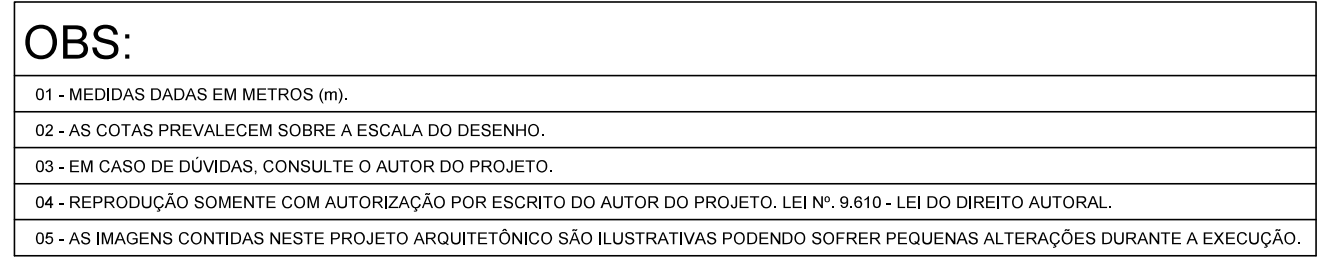 OBS:
01 - MEDIDAS DADAS EM METROS (m).
02 - AS COTAS PREVALECEM SOBRE A ESCALA DO DESENHO.
03 - EM CASO DE DÚVIDAS, CONSULTE O AUTOR DO PROJETO.
04 - REPRODUÇÃO SOMENTE COM AUTORIZAÇÃO POR ESCRITO DO AUTOR DO PROJETO. LEI Nº. 9.610 - LEI DO DIREITO AUTORAL.
05 - AS IMAGENS CONTIDAS NESTE PROJETO ARQUITETÔNICO SÃO ILUSTRATIVAS PODENDO SOFRER PEQUENAS ALTERAÇÕES DURANTE A EXECUÇÃO.